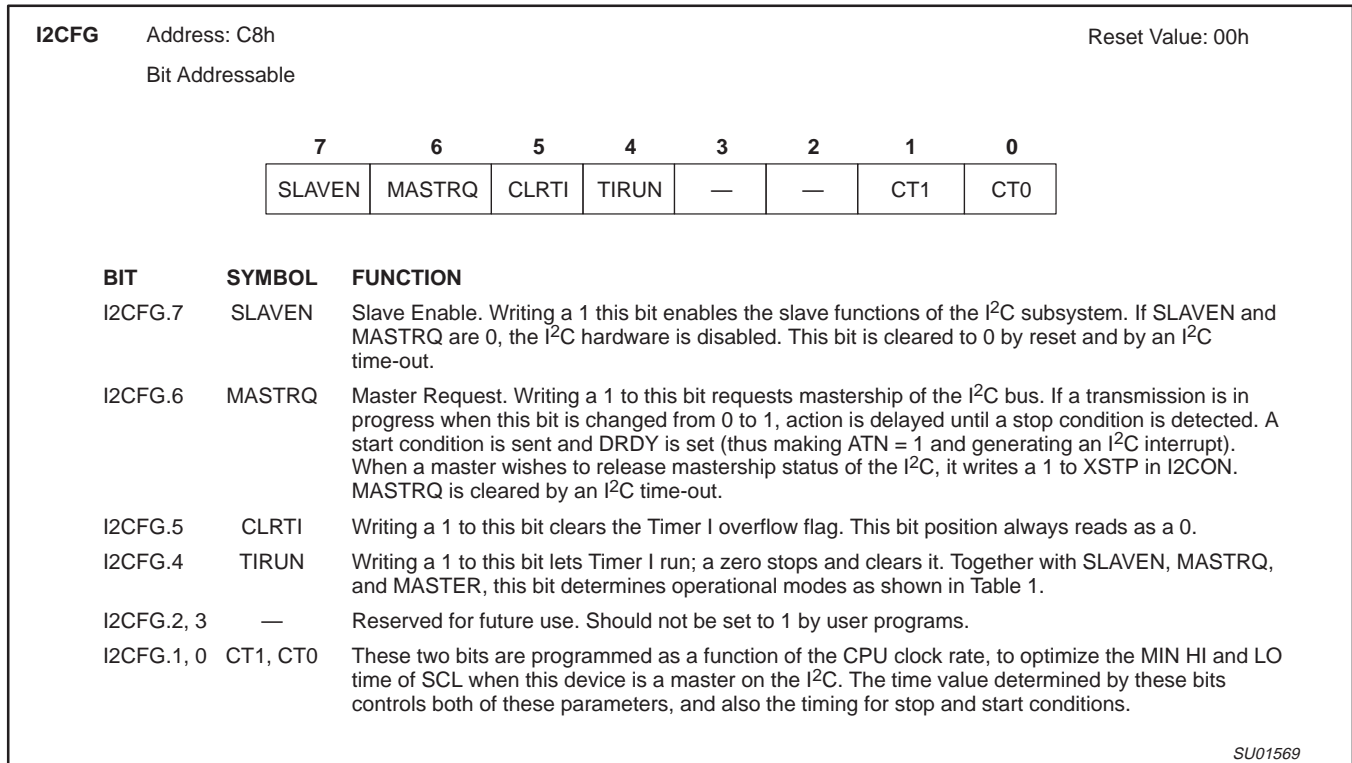 I2CFG Address: C8h Reset Value: 00h
Bit Addressable
7 6 5 4 3 2 1 0
SLAVEN MASTRQ CLRTI TIRUN — — CT1 CT0
BIT SYMBOL FUNCTION
I2CFG.7 SLAVEN Slave Enable. Writing a 1 this bit enables the slave functions of the I2C subsystem. If SLAVEN and
MASTRQ are 0, the I2C hardware is disabled. This bit is cleared to 0 by reset and by an I2C
time-out.
I2CFG.6 MASTRQ Master Request. Writing a 1 to this bit requests mastership of the I2C bus. If a transmission is in
progress when this bit is changed from 0 to 1, action is delayed until a stop condition is detected. A
start condition is sent and DRDY is set (thus making ATN = 1 and generating an I2C interrupt).
When a master wishes to release mastership status of the I2C, it writes a 1 to XSTP in I2CON.
MASTRQ is cleared by an I2C time-out.
I2CFG.5 CLRTI Writing a 1 to this bit clears the Timer I overflow flag. This bit position always reads as a 0.
I2CFG.4 TIRUN Writing a 1 to this bit lets Timer I run; a zero stops and clears it. Together with SLAVEN, MASTRQ,
and MASTER, this bit determines operational modes as shown in Table 1.
I2CFG.2, 3 — Reserved for future use. Should not be set to 1 by user programs.
I2CFG.1, 0 CT1, CT0 These two bits are programmed as a function of the CPU clock rate, to optimize the MIN HI and LO
time of SCL when this device is a master on the I2C. The time value determined by these bits
controls both of these parameters, and also the timing for stop and start conditions.
SU01569